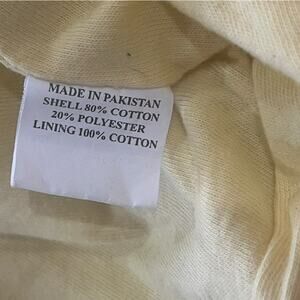 MADE IN PAKISTAN
SHELL 80% COTTON
20% POLYESTER
LINING 100% COTTON